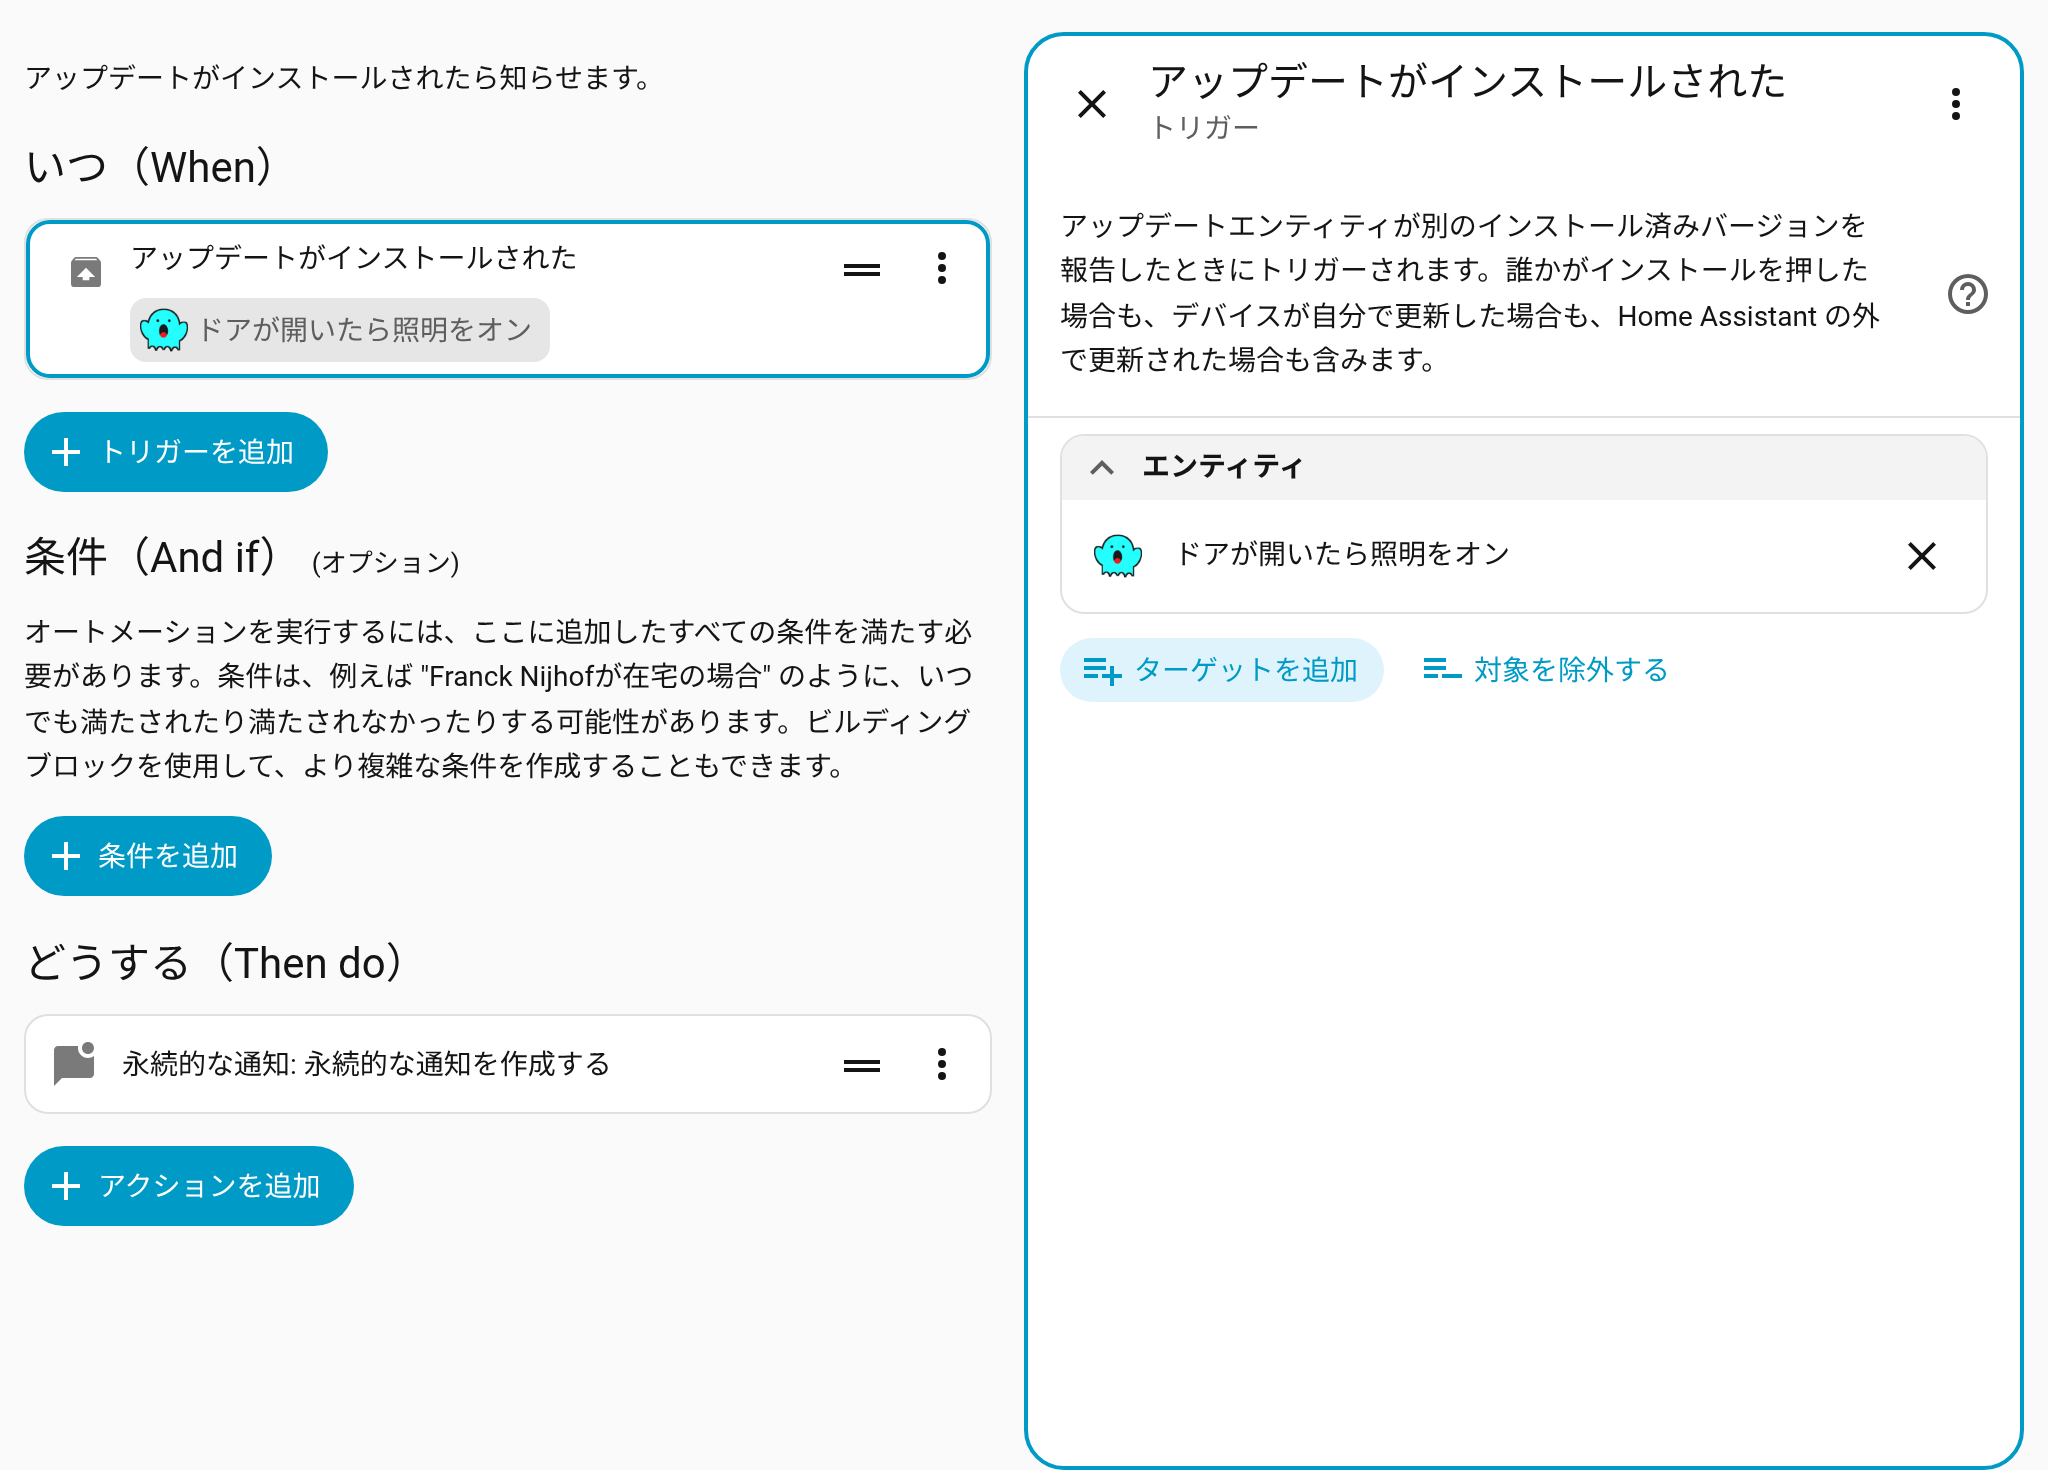 アップデートがインストールされたら知らせます。
いつ（When）
アップデートがインストールされた
ドアが開いたら照明をオン
トリガーを追加
条件（And if） (オプション)
オートメーションを実行するには、ここに追加したすべての条件を満たす必
要があります。条件は、例えば "Franck Nijhofが在宅の場合" のように、いつ
でも満たされたり満たされなかったりする可能性があります。ビルディング
ブロックを使用して、より複雑な条件を作成することもできます。
条件を追加
どうする（Then do）
永続的な通知: 永続的な通知を作成する
アクションを追加
アップデートがインストールされた
トリガー
アップデートエンティティが別のインストール済みバージョンを
報告したときにトリガーされます。誰かがインストールを押した
場合も、デバイスが自分で更新した場合も、Home Assistant の外
で更新された場合も含みます。
エンティティ
ドアが開いたら照明をオン
ターゲットを追加
対象を除外する